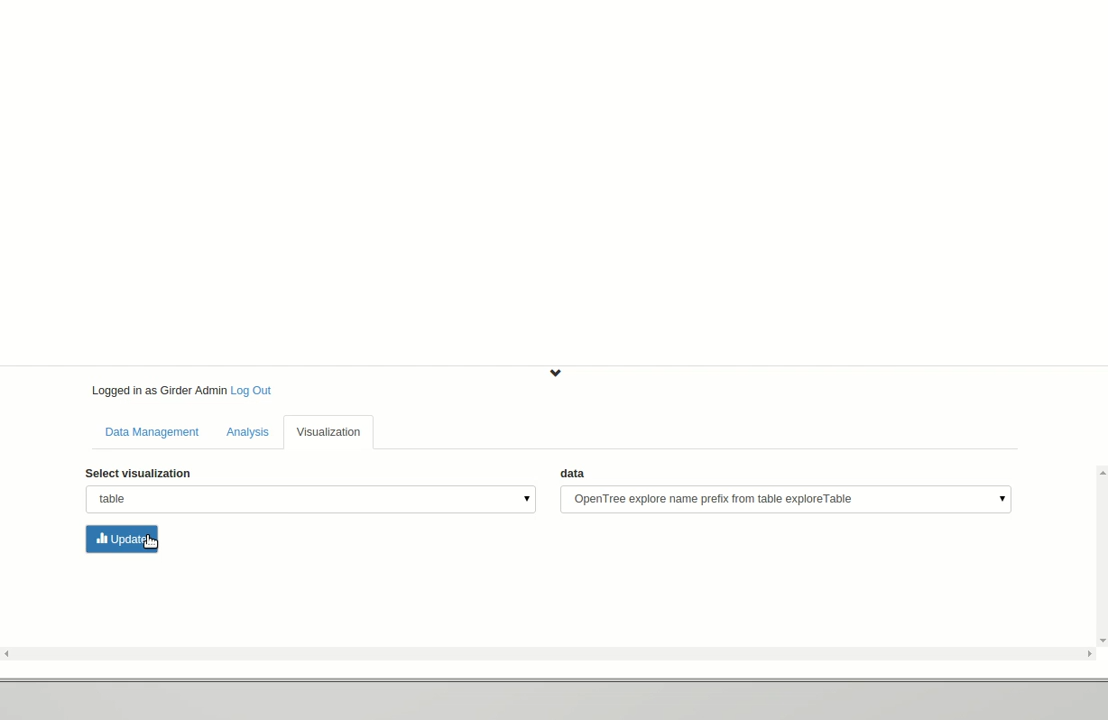 Logged in as Girder Admin Log Out
Data Management Analysis Visualization
Select visualization data
table OpenTree explore name prefix from table exploreTable
Update